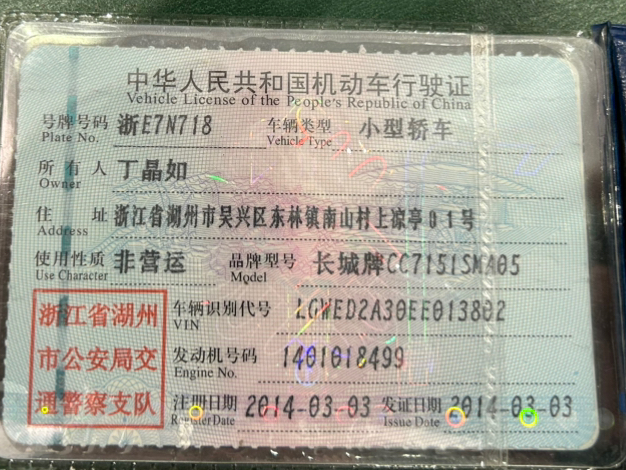 中华人民共和国机动车行驶证
Vehicle License of the People's Republic of China
号牌号码 浙E7N718 车辆类型 小型轿车
Plate No. Vehicle Type
所有人 丁晶如
Owner
住址 浙江省湖州市吴兴区东林镇南山村上凉亭01号
Address
使用性质 非营运 品牌型号 长城牌CC7151SMA05
Use Character Model
浙江省湖州市公安局交通警察支队
车辆识别代号 LGWED2A30EE013802
VIN
发动机号码 1401018499
Engine No.
注册日期 2014-03-03 发证日期 2014-03-03
Register Date Issue Date